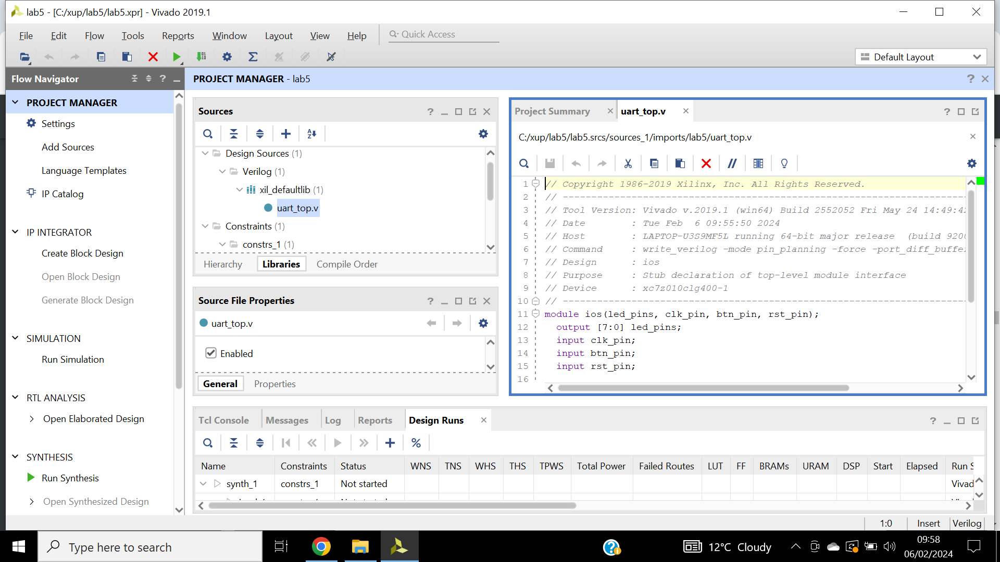 lab5 - [C:/xup/lab5/lab5.xpr] - Vivado 2019.1
File Edit Flow Tools Reports Window Layout View Help Quick Access
Default Layout
Flow Navigator ?
PROJECT MANAGER - lab5 ?
PROJECT MANAGER
Settings
Add Sources
Language Templates
IP Catalog
IP INTEGRATOR
Create Block Design
Open Block Design
Generate Block Design
SIMULATION
Run Simulation
RTL ANALYSIS
Open Elaborated Design
SYNTHESIS
Run Synthesis
Open Synthesized Design
Sources ?
Design Sources (1)
Verilog (1)
xil_defaultlib (1)
uart_top.v
Constraints (1)
constrs_1 (1)
Hierarchy Libraries Compile Order
Source File Properties ?
uart_top.v
Enabled
General Properties
Project Summary uart_top.v ?
C:/xup/lab5/lab5.srcs/sources_1/imports/lab5/uart_top.v
1 // Copyright 1986-2019 Xilinx, Inc. All Rights Reserved.
2 // --------------------------------------------------------------------------------
3 // Tool Version: Vivado v.2019.1 (win64) Build 2552052 Fri May 24 14:49:42
4 // Date : Tue Feb 6 09:55:50 2024
5 // Host : LAPTOP-U3S9MF5L running 64-bit major release (build 920
6 // Command : write_verilog -mode pin_planning -force -port_diff_buffer
7 // Design : ios
8 // Purpose : Stub declaration of top-level module interface
9 // Device : xc7z010clg400-1
10 // --------------------------------------------------------------------------------
11 module ios(led_pins, clk_pin, btn_pin, rst_pin);
12 output [7:0] led_pins;
13 input clk_pin;
14 input btn_pin;
15 input rst_pin;
16
Tcl Console Messages Log Reports Design Runs ?
Name Constraints Status WNS TNS WHS THS TPWS Total Power Failed Routes LUT FF BRAMs URAM DSP Start Elapsed Run S
synth_1 constrs_1 Not started Vivad
1:0 Insert Verilog
Type here to search
12°C Cloudy
09:58
06/02/2024